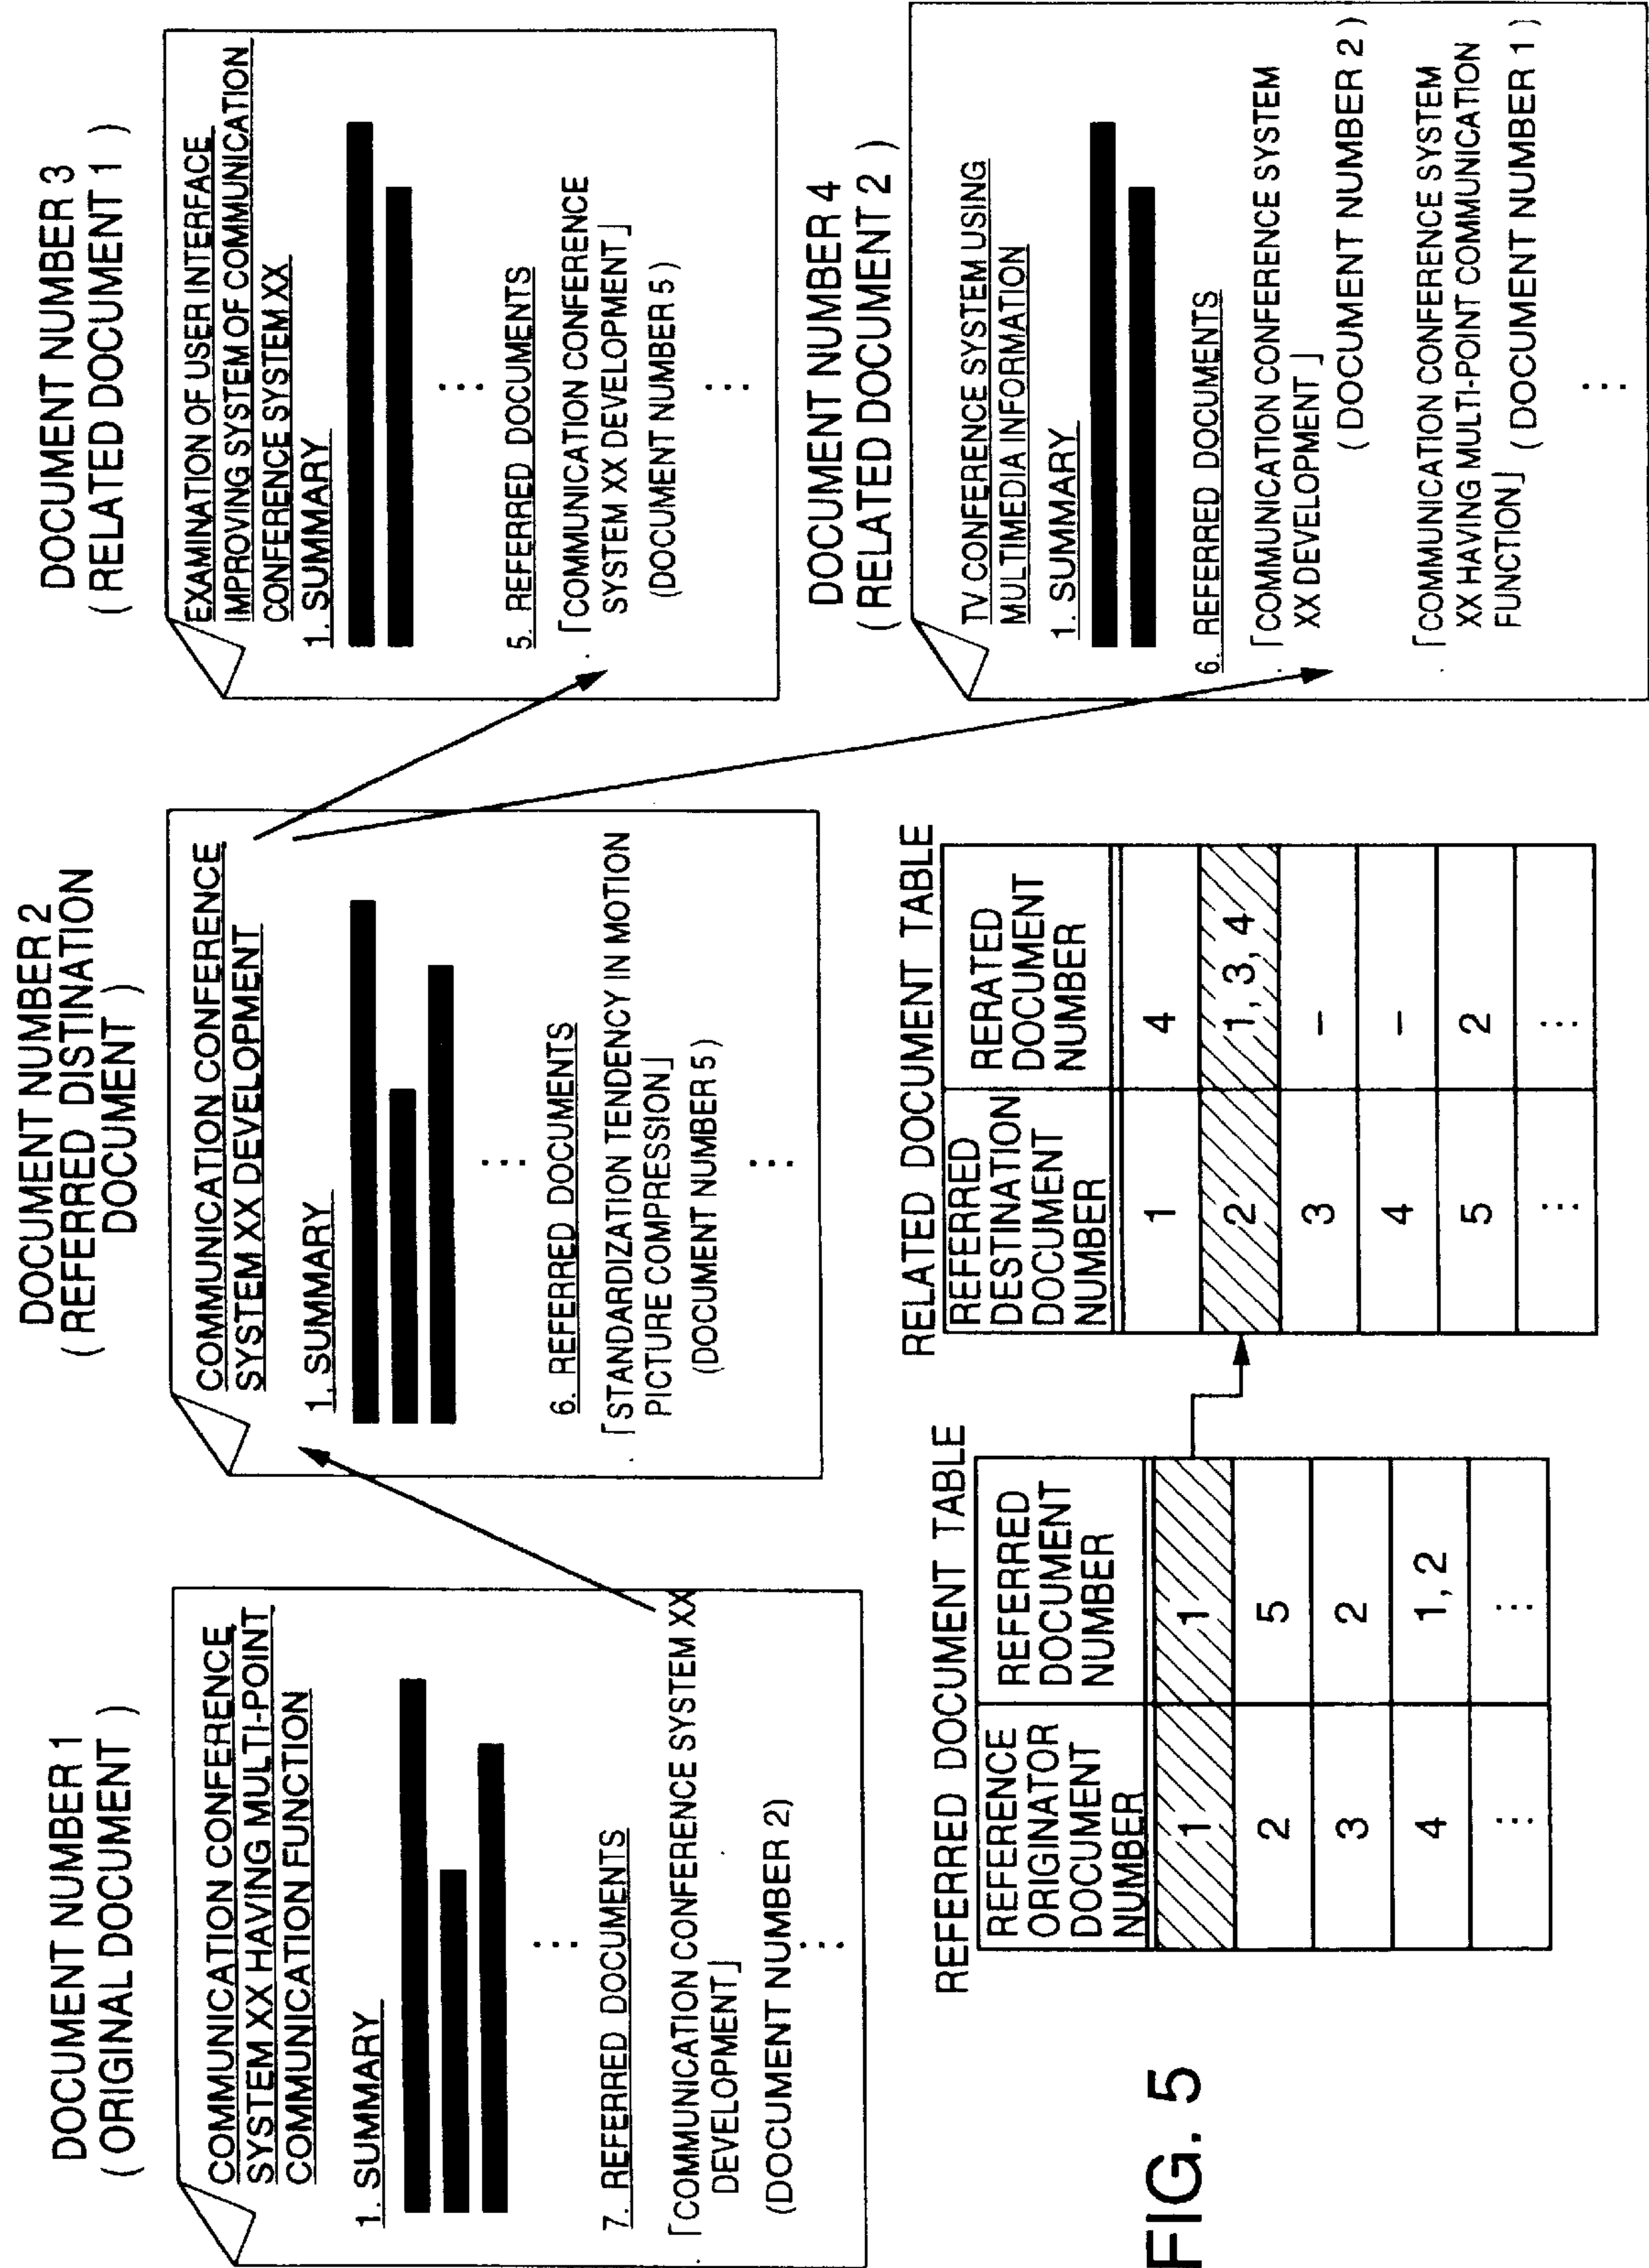 DOCUMENT NUMBER 1
( ORIGINAL DOCUMENT )
COMMUNICATION CONFERENCE
SYSTEM XX HAVING MULTI-POINT
COMMUNICATION FUNCTION
1. SUMMARY
⋮
7. REFERRED DOCUMENTS
「COMMUNICATION CONFERENCE SYSTEM XX
DEVELOPMENT」
(DOCUMENT NUMBER 2)
⋮
DOCUMENT NUMBER 2
( REFERRED DISTINATION
DOCUMENT )
COMMUNICATION CONFERENCE
SYSTEM XX DEVELOPMENT
1. SUMMARY
⋮
6. REFERRED DOCUMENTS
「STANDARDIZATION TENDENCY IN MOTION
PICTURE COMPRESSION」
(DOCUMENT NUMBER 5)
⋮
DOCUMENT NUMBER 3
( RELATED DOCUMENT 1 )
EXAMINATION OF USER INTERFACE
IMPROVING SYSTEM OF COMMUNICATION
CONFERENCE SYSTEM XX
1. SUMMARY
⋮
5. REFERRED DOCUMENTS
「COMMUNICATION CONFERENCE
SYSTEM XX DEVELOPMENT」
(DOCUMENT NUMBER 5)
⋮
DOCUMENT NUMBER 4
( RELATED DOCUMENT 2 )
TV CONFERENCE SYSTEM USING
MULTIMEDIA INFORMATION
1. SUMMARY
6. REFERRED DOCUMENTS
「COMMUNICATION CONFERENCE SYSTEM
XX DEVELOPMENT」
( DOCUMENT NUMBER 2 )
「COMMUNICATION CONFERENCE SYSTEM
XX HAVING MULTI-POINT COMMUNICATION
FUNCTION」 ( DOCUMENT NUMBER 1 )
⋮
REFERRED DOCUMENT TABLE
REFERENCE ORIGINATOR DOCUMENT NUMBER REFERRED DOCUMENT NUMBER
1 1
2 5
3 2
4 1, 2
⋮ ⋮
RELATED DOCUMENT TABLE
REFERRED DESTINATION DOCUMENT NUMBER RERATED DOCUMENT NUMBER
1 4
2 1, 3, 4
3 –
4 –
5 2
⋮ ⋮
FIG. 5